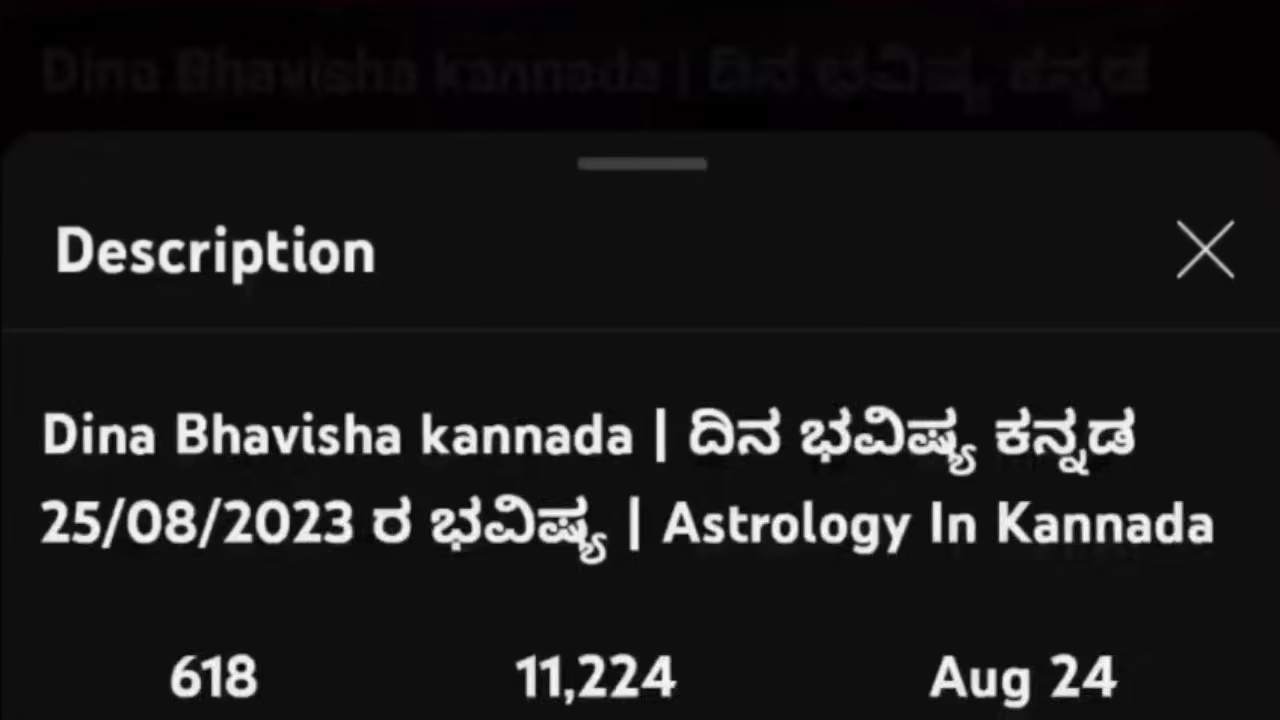 Dina Bhavisha kannada | ದಿನ ಭವಿಷ್ಯ ಕನ್ನಡ
Description
Dina Bhavisha kannada | ದಿನ ಭವಿಷ್ಯ ಕನ್ನಡ
25/08/2023 ರ ಭವಿಷ್ಯ | Astrology In Kannada
618 11,224 Aug 24